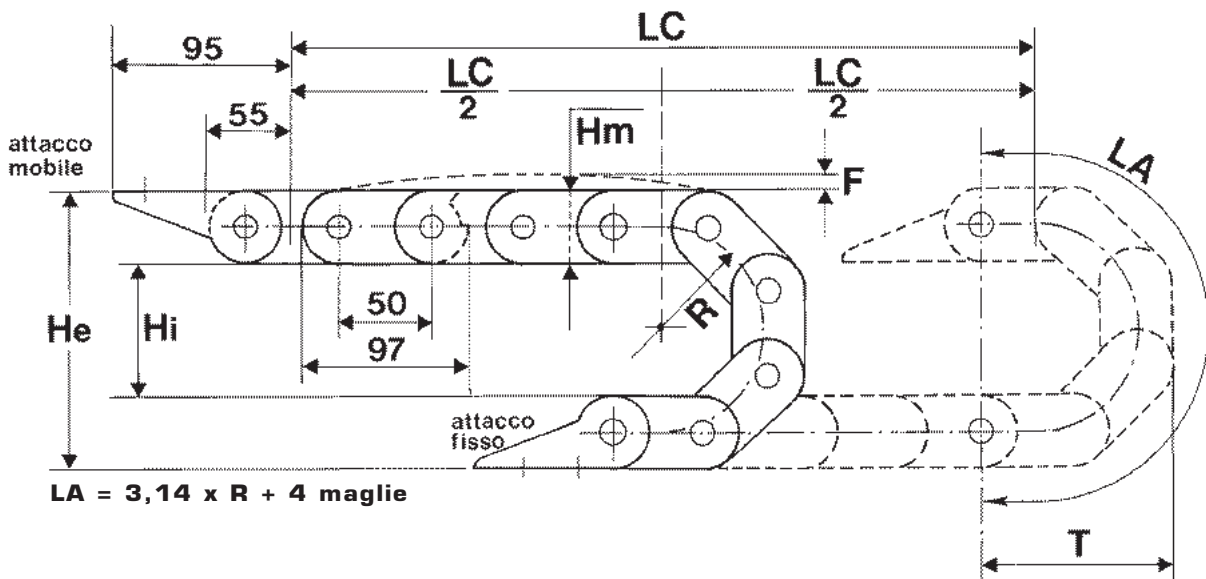 LC
95
LC
2
LC
2
55
Hm
attacco
mobile
F
LA
R
50
He
Hi
97
attacco
fisso
LA = 3,14 x R + 4 maglie
T